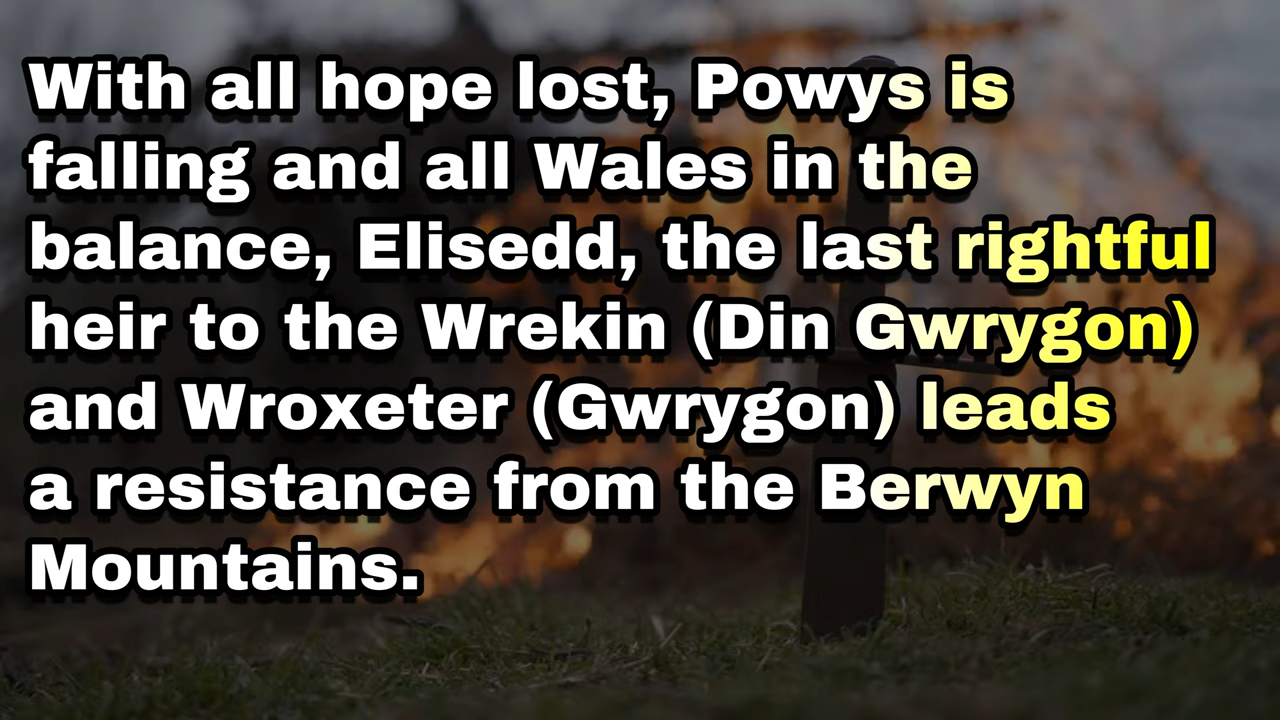 With all hope lost, Powys is
falling and all Wales in the
balance, Elisedd, the last rightful
heir to the Wrekin (Din Gwrygon)
and Wroxeter (Gwrygon) leads
a resistance from the Berwyn
Mountains.